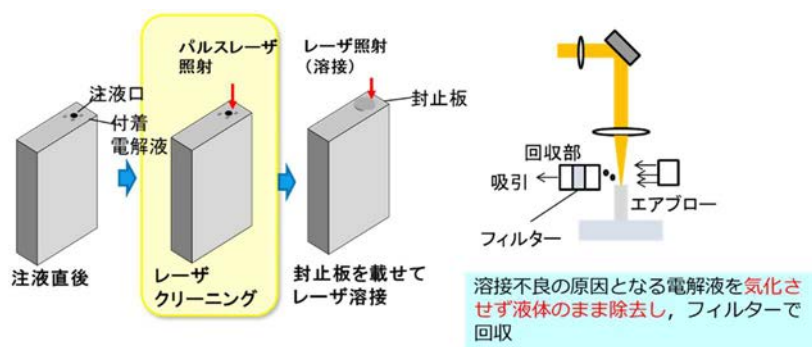 注液口
付着
電解液
注液直後
パルスレーザ
照射
レーザ
クリーニング
レーザ照射
(溶接)
封止板
封止板を載せて
レーザ溶接
回収部
吸引
フィルター
エアブロー
溶接不良の原因となる電解液を気化さ
せず液体のまま除去し，フィルターで
回収